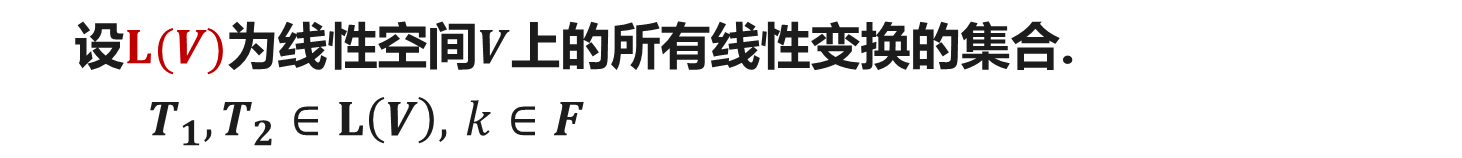 设L(V)为线性空间V上的所有线性变换的集合.
T₁,T₂ ∈ L(V), k ∈ F